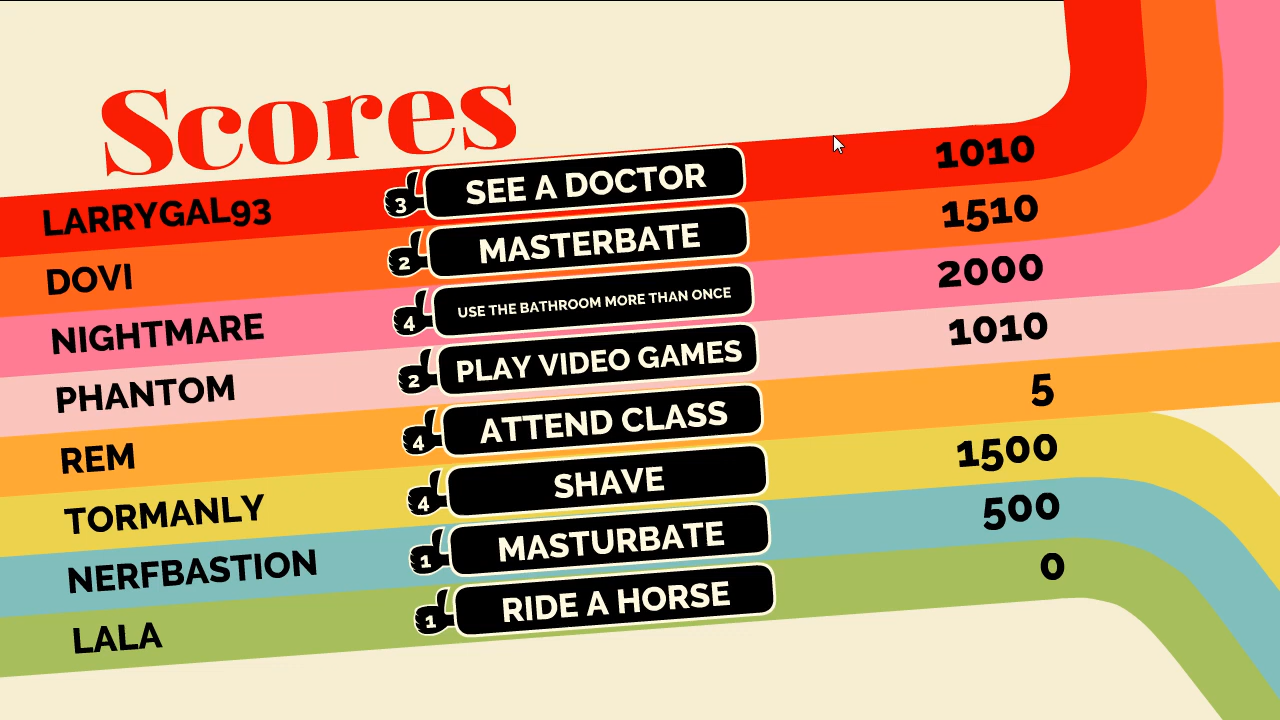 Scores
LARRYGAL93 3 SEE A DOCTOR 1010
DOVI 2 MASTERBATE 1510
NIGHTMARE 4 USE THE BATHROOM MORE THAN ONCE 2000
PHANTOM 2 PLAY VIDEO GAMES 1010
REM 4 ATTEND CLASS 5
TORMANLY 4 SHAVE 1500
NERFBASTION 1 MASTURBATE 500
LALA 1 RIDE A HORSE 0